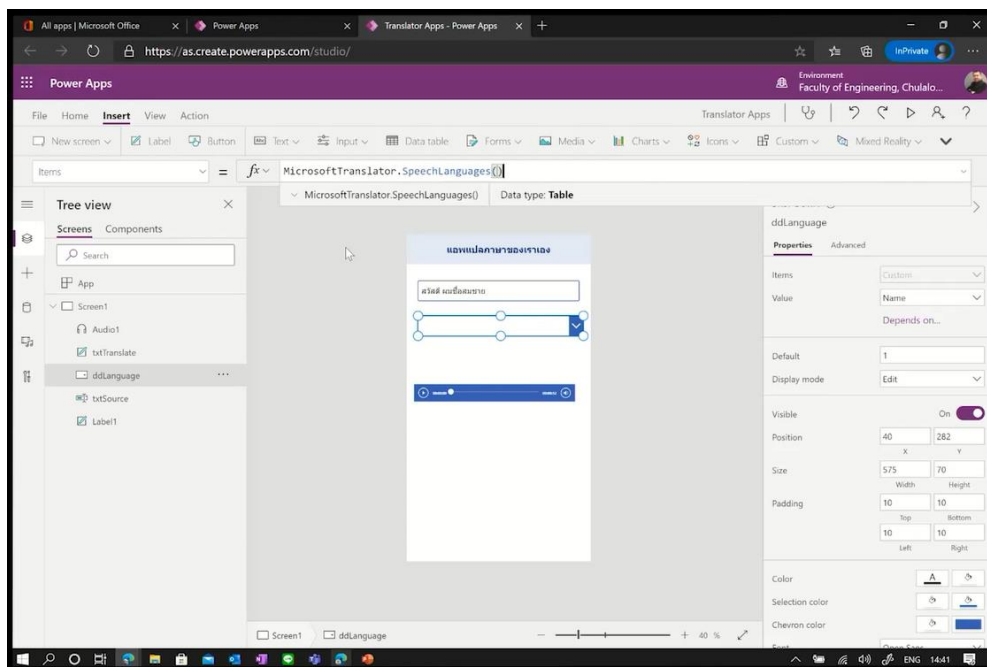 All apps | Microsoft Office
Power Apps
Translator Apps - Power Apps
https://as.create.powerapps.com/studio/
InPrivate
Power Apps
Environment
Faculty of Engineering, Chulalo...
File Home Insert View Action
Translator Apps
New screen Label Button Text Input Data table Forms Media Charts Icons Custom Mixed Reality
Items = fx MicrosoftTranslator.SpeechLanguages()
MicrosoftTranslator.SpeechLanguages() Data type: Table
Tree view
Screens Components
Search
App
Screen1
Audio1
txtTranslate
ddLanguage
txtSource
Label1
แอพแปลภาษาของเราเอง
สวัสดี ผมชื่อสมชาย
ddLanguage
Properties Advanced
Items Custom
Value Name
Depends on...
Default 1
Display mode Edit
Visible On
Position 40 282
X Y
Size 575 70
Width Height
Padding 10 10
Top Bottom
10 10
Left Right
Color A
Selection color
Chevron color
Screen1 ddLanguage
40 %
ENG 14:41